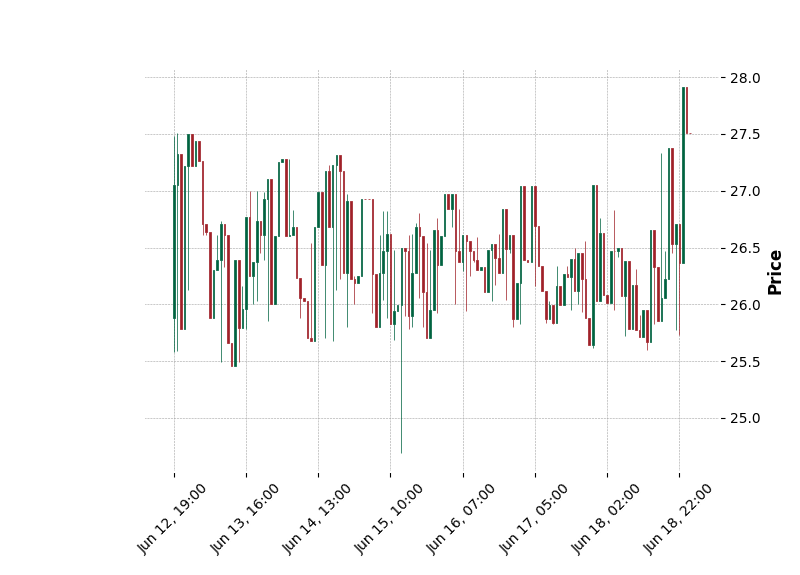 28.0
27.5
27.0
26.5
26.0
25.5
25.0
Price
Jun 12, 19:00
Jun 13, 16:00
Jun 14, 13:00
Jun 15, 10:00
Jun 16, 07:00
Jun 17, 05:00
Jun 18, 02:00
Jun 18, 22:00